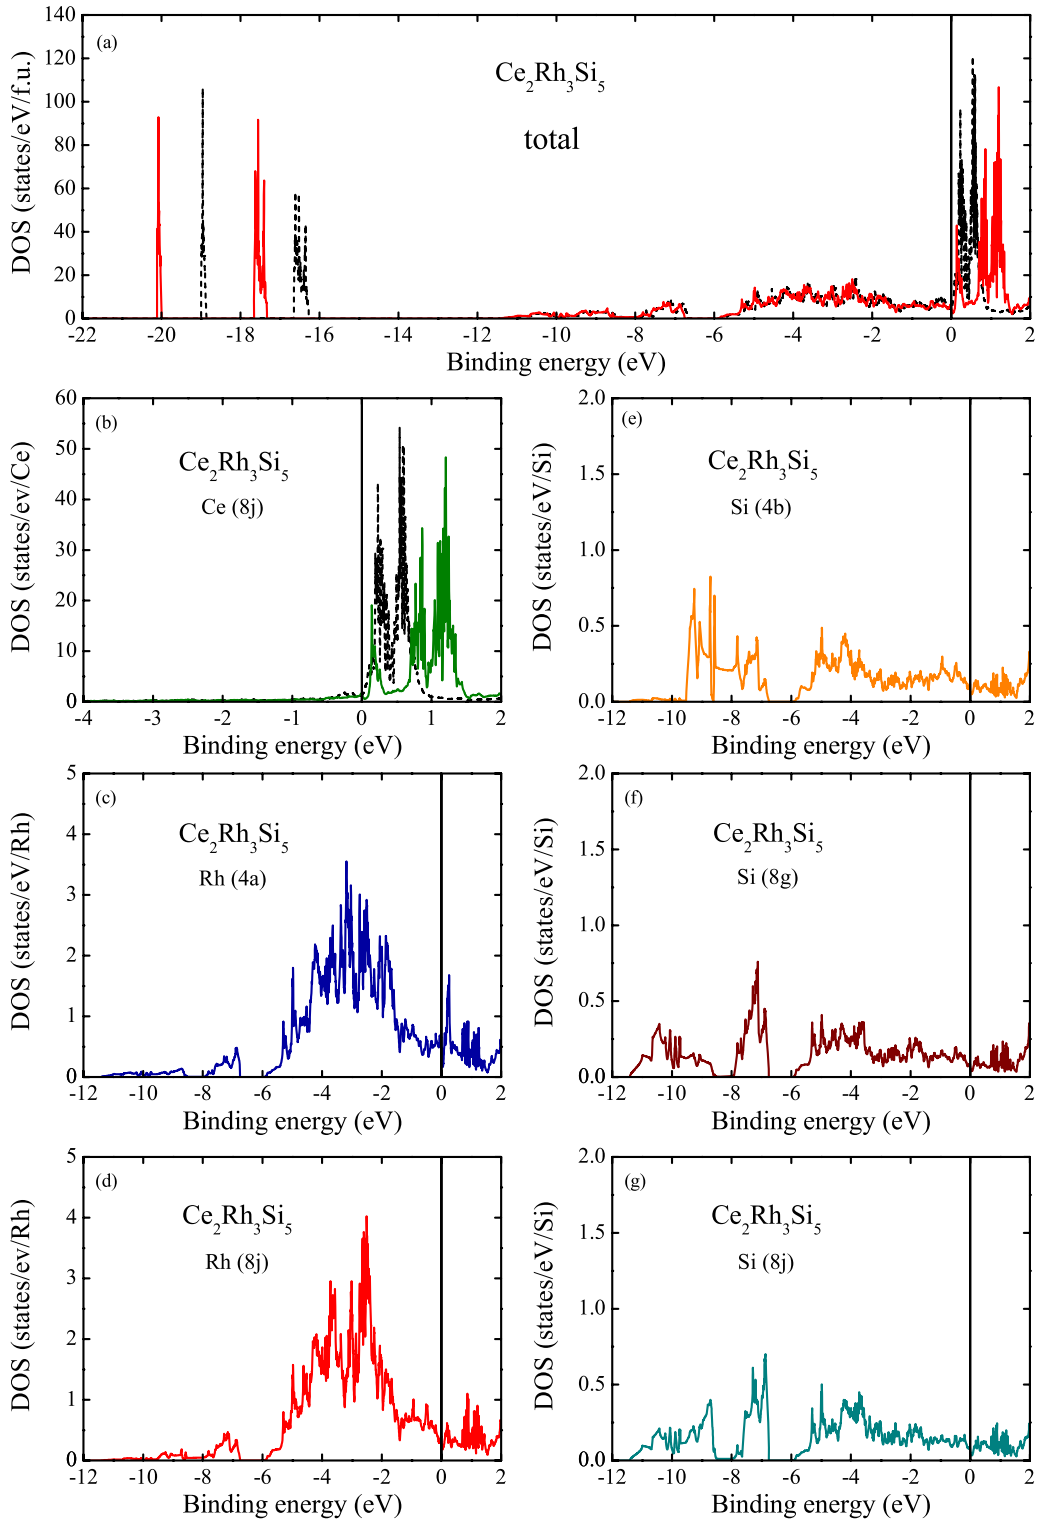 140
120
100
80
60
40
20
0
DOS (states/eV/f.u.)
(a)
Ce2Rh3Si5
total
-22 -20 -18 -16 -14 -12 -10 -8 -6 -4 -2 0 2
Binding energy (eV)
60
50
40
30
20
10
0
DOS (states/ev/Ce)
(b)
Ce2Rh3Si5
Ce (8j)
-4 -3 -2 -1 0 1 2
Binding energy (eV)
2.0
1.5
1.0
0.5
0.0
DOS (states/eV/Si)
(e)
Ce2Rh3Si5
Si (4b)
-12 -10 -8 -6 -4 -2 0 2
Binding energy (eV)
5
4
3
2
1
0
DOS (states/eV/Rh)
(c)
Ce2Rh3Si5
Rh (4a)
-12 -10 -8 -6 -4 -2 0 2
Binding energy (eV)
2.0
1.5
1.0
0.5
0.0
DOS (states/eV/Si)
(f)
Ce2Rh3Si5
Si (8g)
-12 -10 -8 -6 -4 -2 0 2
Binding energy (eV)
5
4
3
2
1
0
DOS (states/ev/Rh)
(d)
Ce2Rh3Si5
Rh (8j)
-12 -10 -8 -6 -4 -2 0 2
Binding energy (eV)
2.0
1.5
1.0
0.5
0.0
DOS (states/eV/Si)
(g)
Ce2Rh3Si5
Si (8j)
-12 -10 -8 -6 -4 -2 0 2
Binding energy (eV)